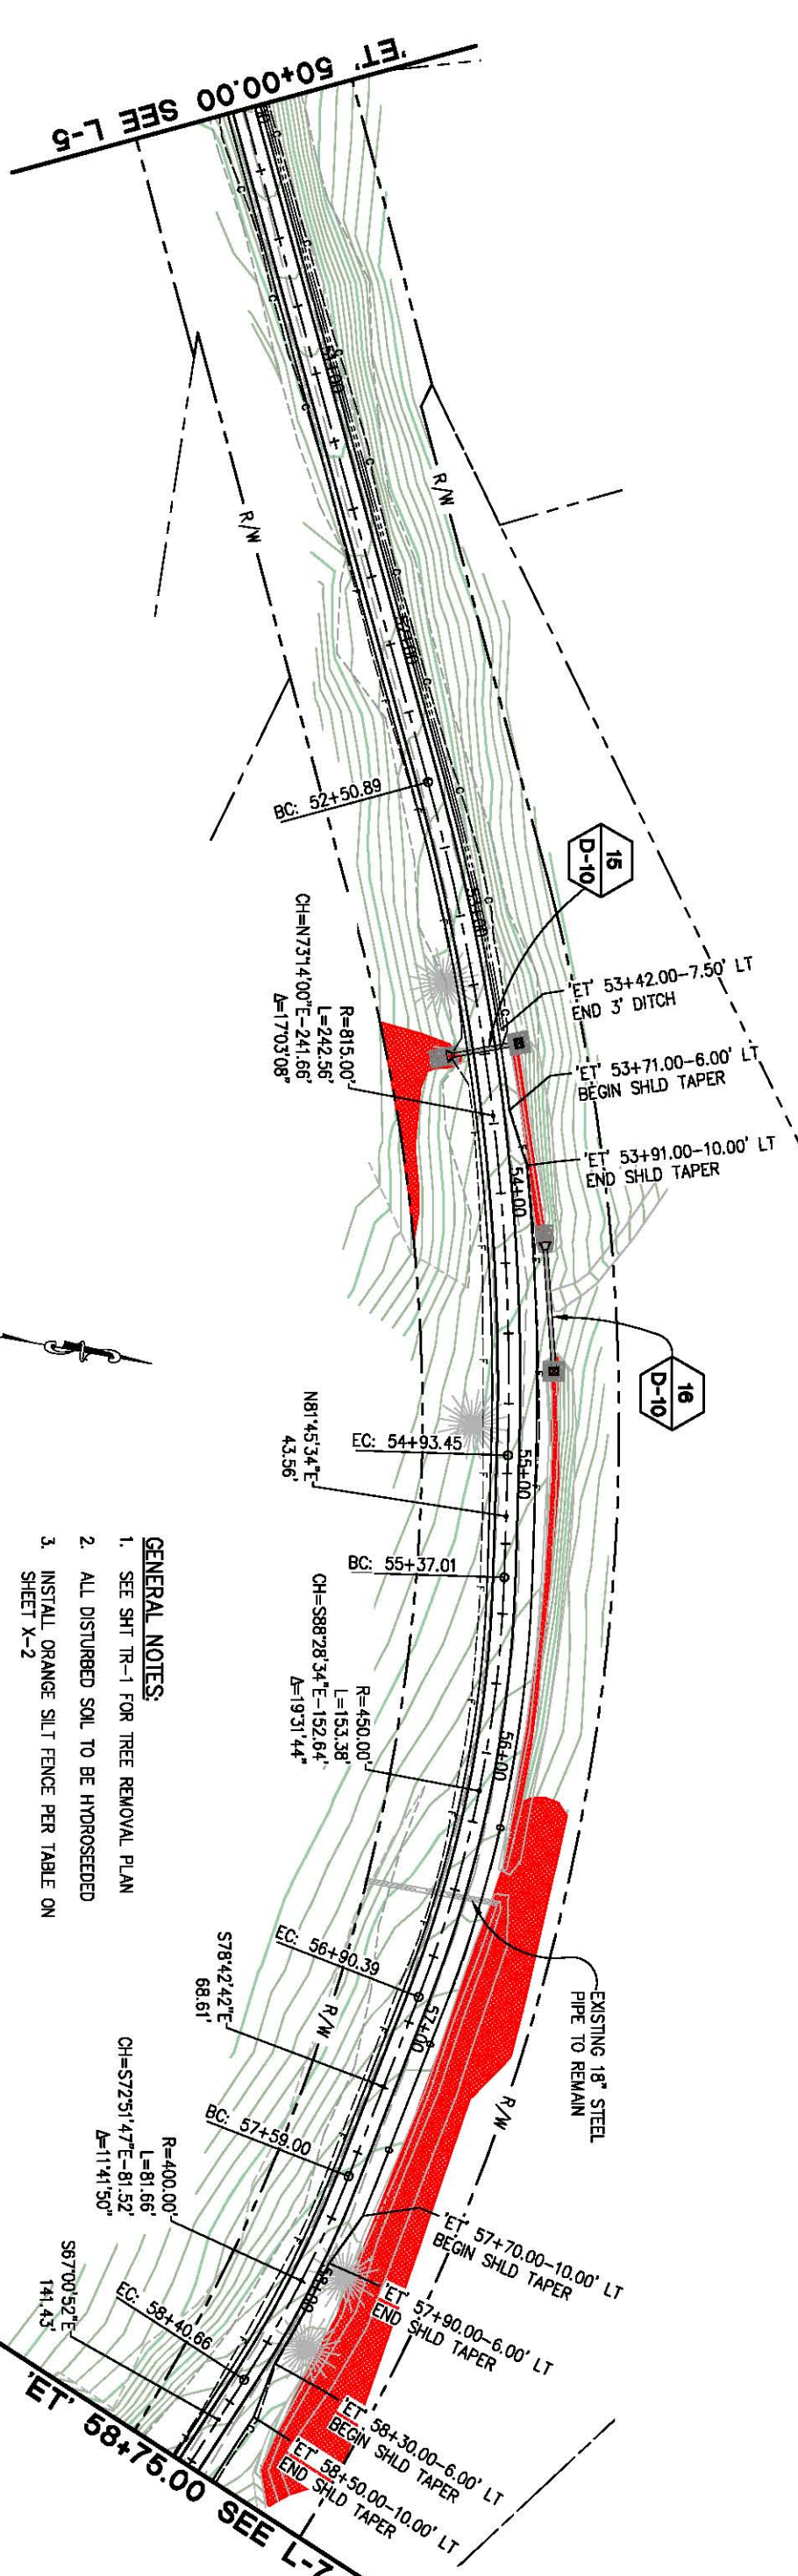 'ET' 50+00.00 SEE L-5
R/W
R/W
51+00
52+00
BC: 52+50.89
53+00
15
D-10
'ET' 53+42.00-7.50' LT
END 3' DITCH
'ET' 53+71.00-6.00' LT
BEGIN SHLD TAPER
'ET' 53+91.00-10.00' LT
END SHLD TAPER
R=815.00'
L=242.56'
CH=N73°14'00"E-241.66'
Δ=17°03'08"
54+00
16
D-10
EC: 54+93.45
55+00
N81°45'34"E
43.56'
BC: 55+37.01
R=450.00'
L=153.38'
CH=S88°28'34"E-152.64'
Δ=19°31'44"
56+00
EXISTING 18" STEEL
PIPE TO REMAIN
EC: 56+90.39
57+00
S78°42'42"E
68.61'
R/W
R/W
BC: 57+59.00
R=400.00'
L=81.66'
CH=S72°51'47"E-81.52'
Δ=11°41'50"
'ET' 57+70.00-10.00' LT
BEGIN SHLD TAPER
'ET' 57+90.00-6.00' LT
END SHLD TAPER
58+00
'ET' 58+30.00-6.00' LT
BEGIN SHLD TAPER
'ET' 58+50.00-10.00' LT
END SHLD TAPER
EC: 58+40.66
S67°00'52"E
141.43'
'ET' 58+75.00 SEE L-7
GENERAL NOTES:
1. SEE SHT TR-1 FOR TREE REMOVAL PLAN
2. ALL DISTURBED SOIL TO BE HYDROSEEDED
3. INSTALL ORANGE SILT FENCE PER TABLE ON
SHEET X-2